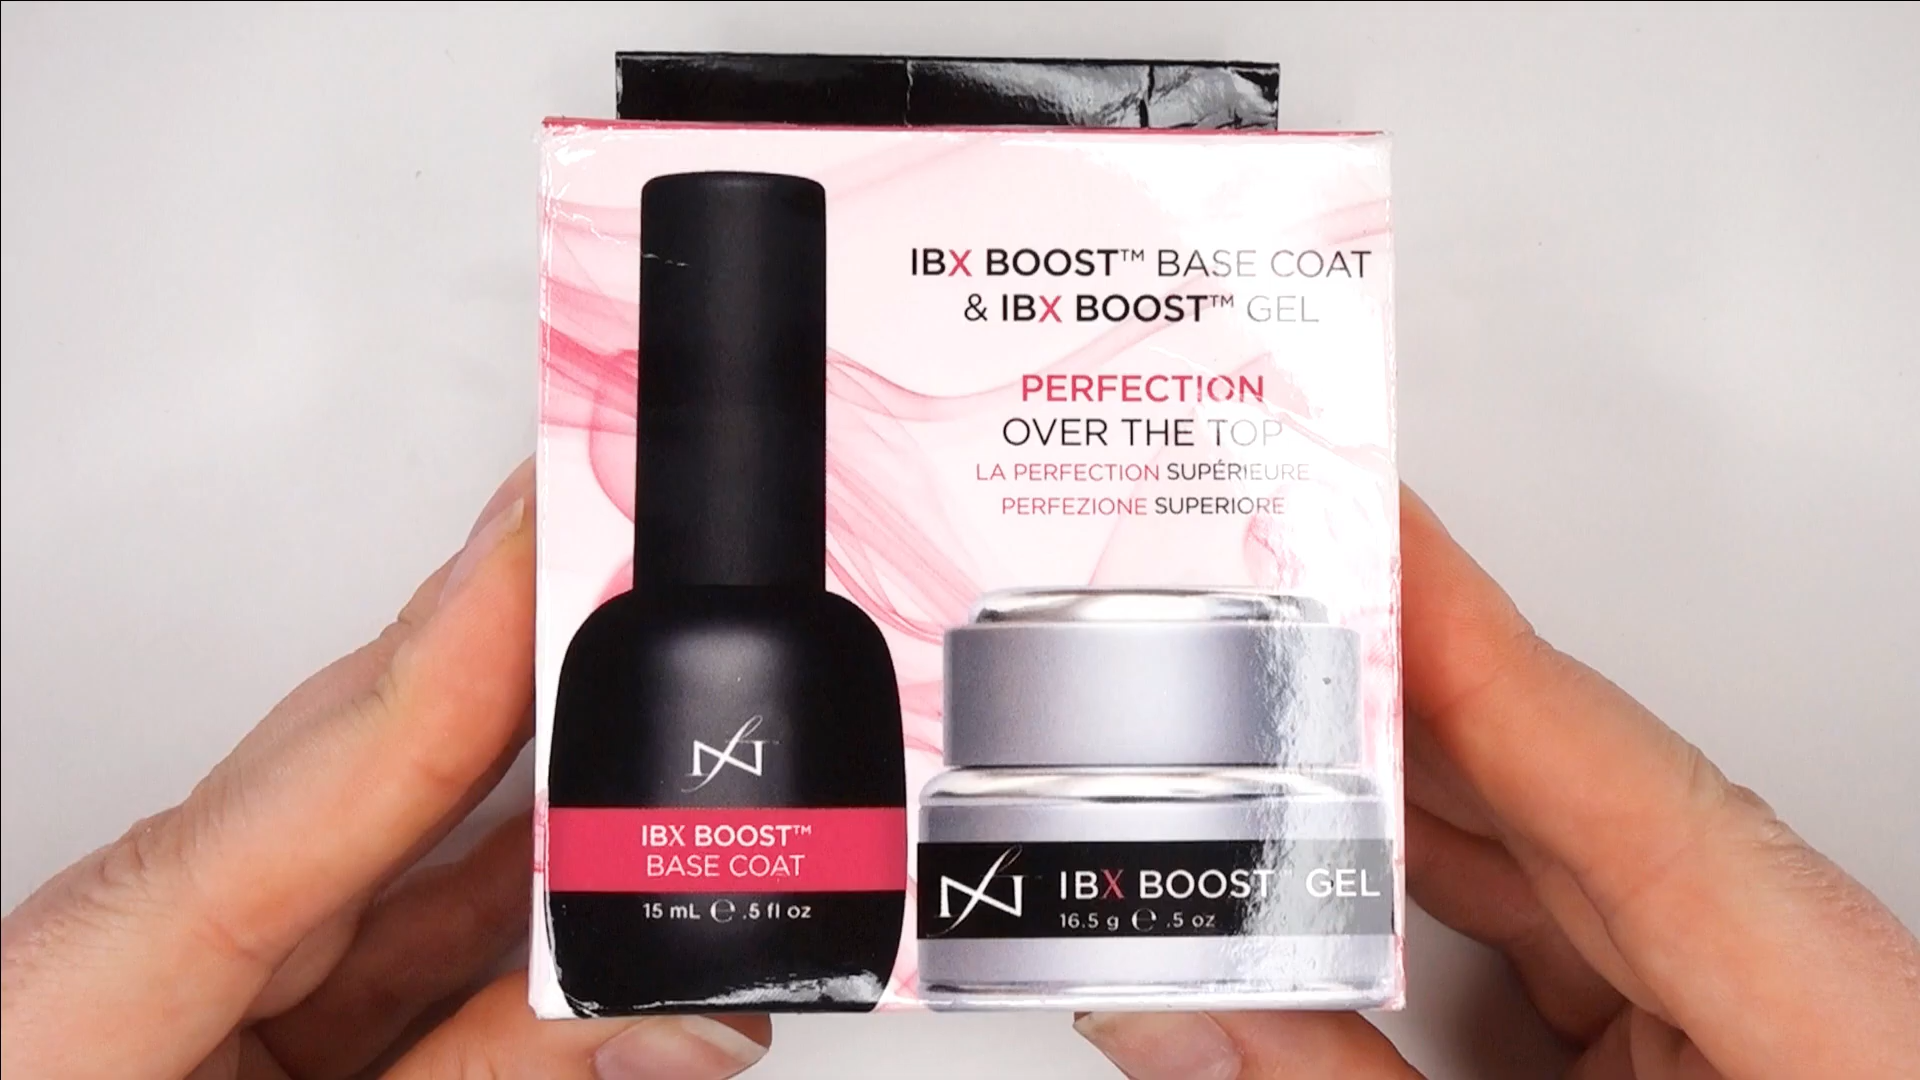 IBX BOOST™ BASE COAT
& IBX BOOST™ GEL
PERFECTION
OVER THE TOP
LA PERFECTION SUPÉRIEURE
PERFEZIONE SUPERIORE
IBX BOOST™
BASE COAT
15 mL ℮ .5 fl oz
IBX BOOST™ GEL
16.5 g ℮ .5 oz